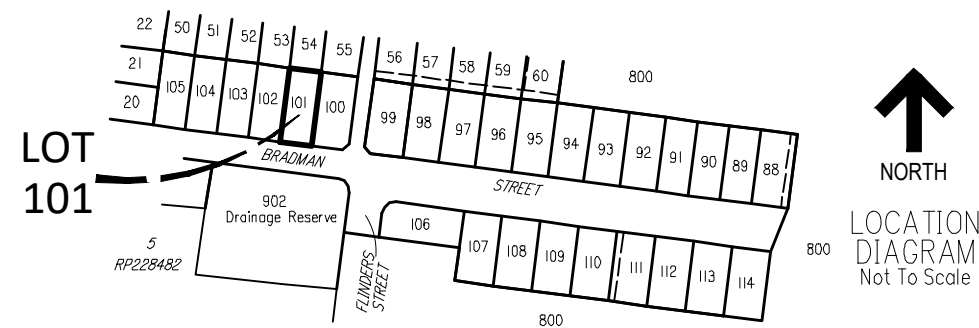 22 50 51 52 53 54 55
56 57 58 59 60 800
21
105 104 103 102 101 100
20
99 98 97 96 95 94 93 92 91 90 89 88
LOT
101
BRADMAN
STREET
NORTH
902
Drainage Reserve
106
107 108 109 110 111 112 113 114
5
RP228482
FLINDERS
STREET
800
800
LOCATION
DIAGRAM
Not To Scale